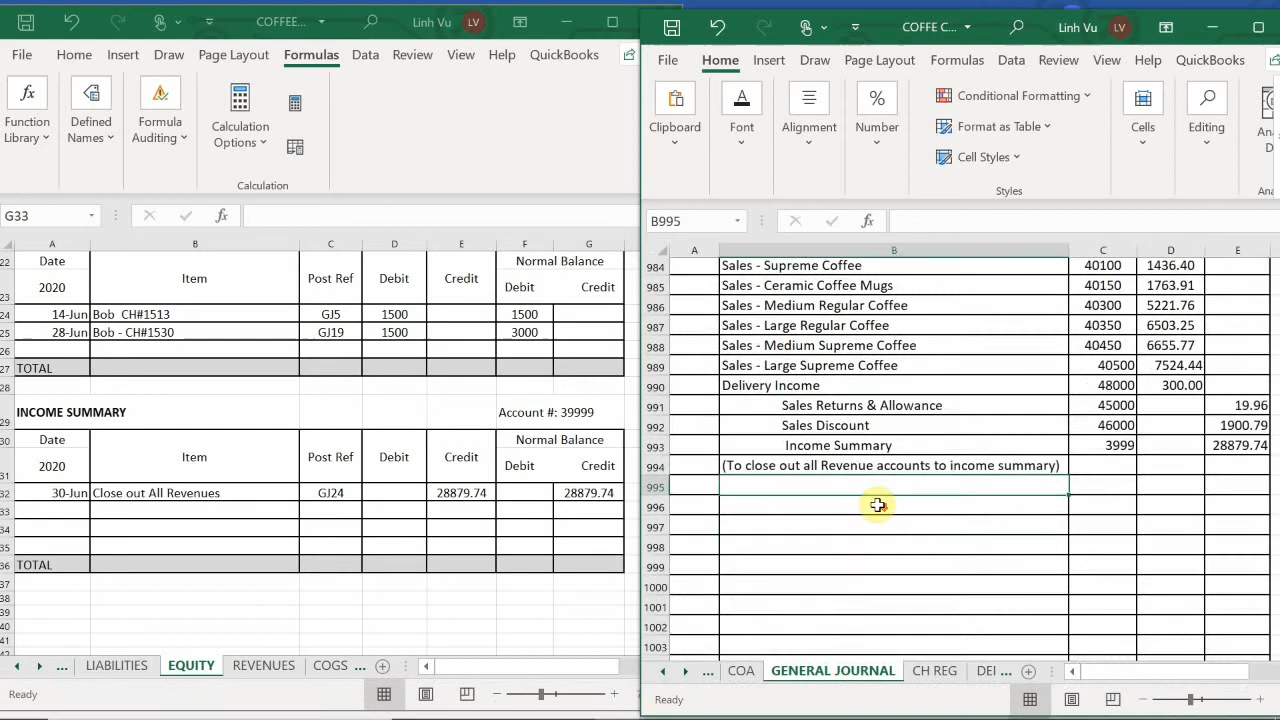 COFFEE...
Linh Vu
LV
File Home Insert Draw Page Layout Formulas Data Review View Help QuickBooks
Function Library
Defined Names
Formula Auditing
Calculation Options
Calculation
G33
fx
A B C D E F G
22 Date Normal Balance
2020 Item Post Ref Debit Credit Debit Credit
23
24 14-Jun Bob CH#1513 GJ5 1500 1500
25 28-Jun Bob - CH#1530 GJ19 1500 3000
26
27 TOTAL
28
29 INCOME SUMMARY Account #: 39999
30 Date Normal Balance
31 2020 Item Post Ref Debit Credit Debit Credit
32 30-Jun Close out All Revenues GJ24 28879.74 28879.74
33
34
35
36 TOTAL
37
38
39
40
41
... LIABILITIES EQUITY REVENUES COGS ...
Ready
COFFE C...
Linh Vu
LV
File Home Insert Draw Page Layout Formulas Data Review View Help QuickBooks
Clipboard
Font
Alignment
% Number
Conditional Formatting
Format as Table
Cell Styles
Styles
Cells
Editing
B995
fx
A B C D E
984 Sales - Supreme Coffee 40100 1436.40
985 Sales - Ceramic Coffee Mugs 40150 1763.91
986 Sales - Medium Regular Coffee 40300 5221.76
987 Sales - Large Regular Coffee 40350 6503.25
988 Sales - Medium Supreme Coffee 40450 6655.77
989 Sales - Large Supreme Coffee 40500 7524.44
990 Delivery Income 48000 300.00
991 Sales Returns & Allowance 45000 19.96
992 Sales Discount 46000 1900.79
993 Income Summary 3999 28879.74
994 (To close out all Revenue accounts to income summary)
995
996
997
998
999
1000
1001
1002
1003
... COA GENERAL JOURNAL CH REG DEI ...
Ready